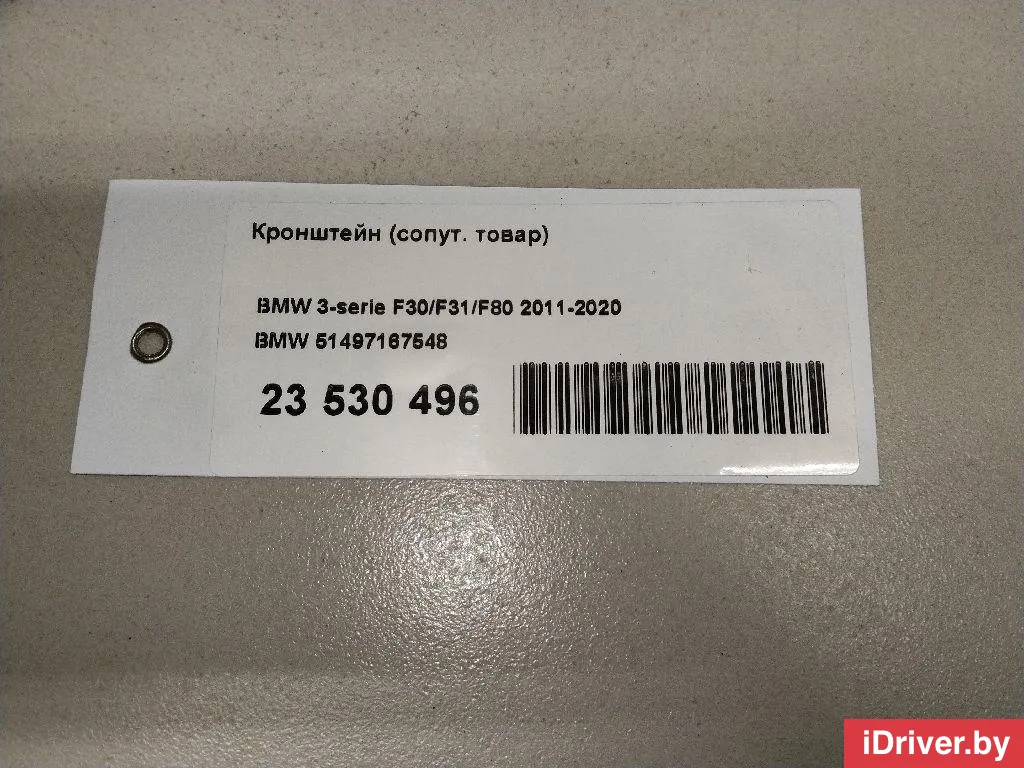 Кронштейн (сопут. товар)
BMW 3-serie F30/F31/F80 2011-2020
BMW 51497167548
23 530 496
iDriver.by